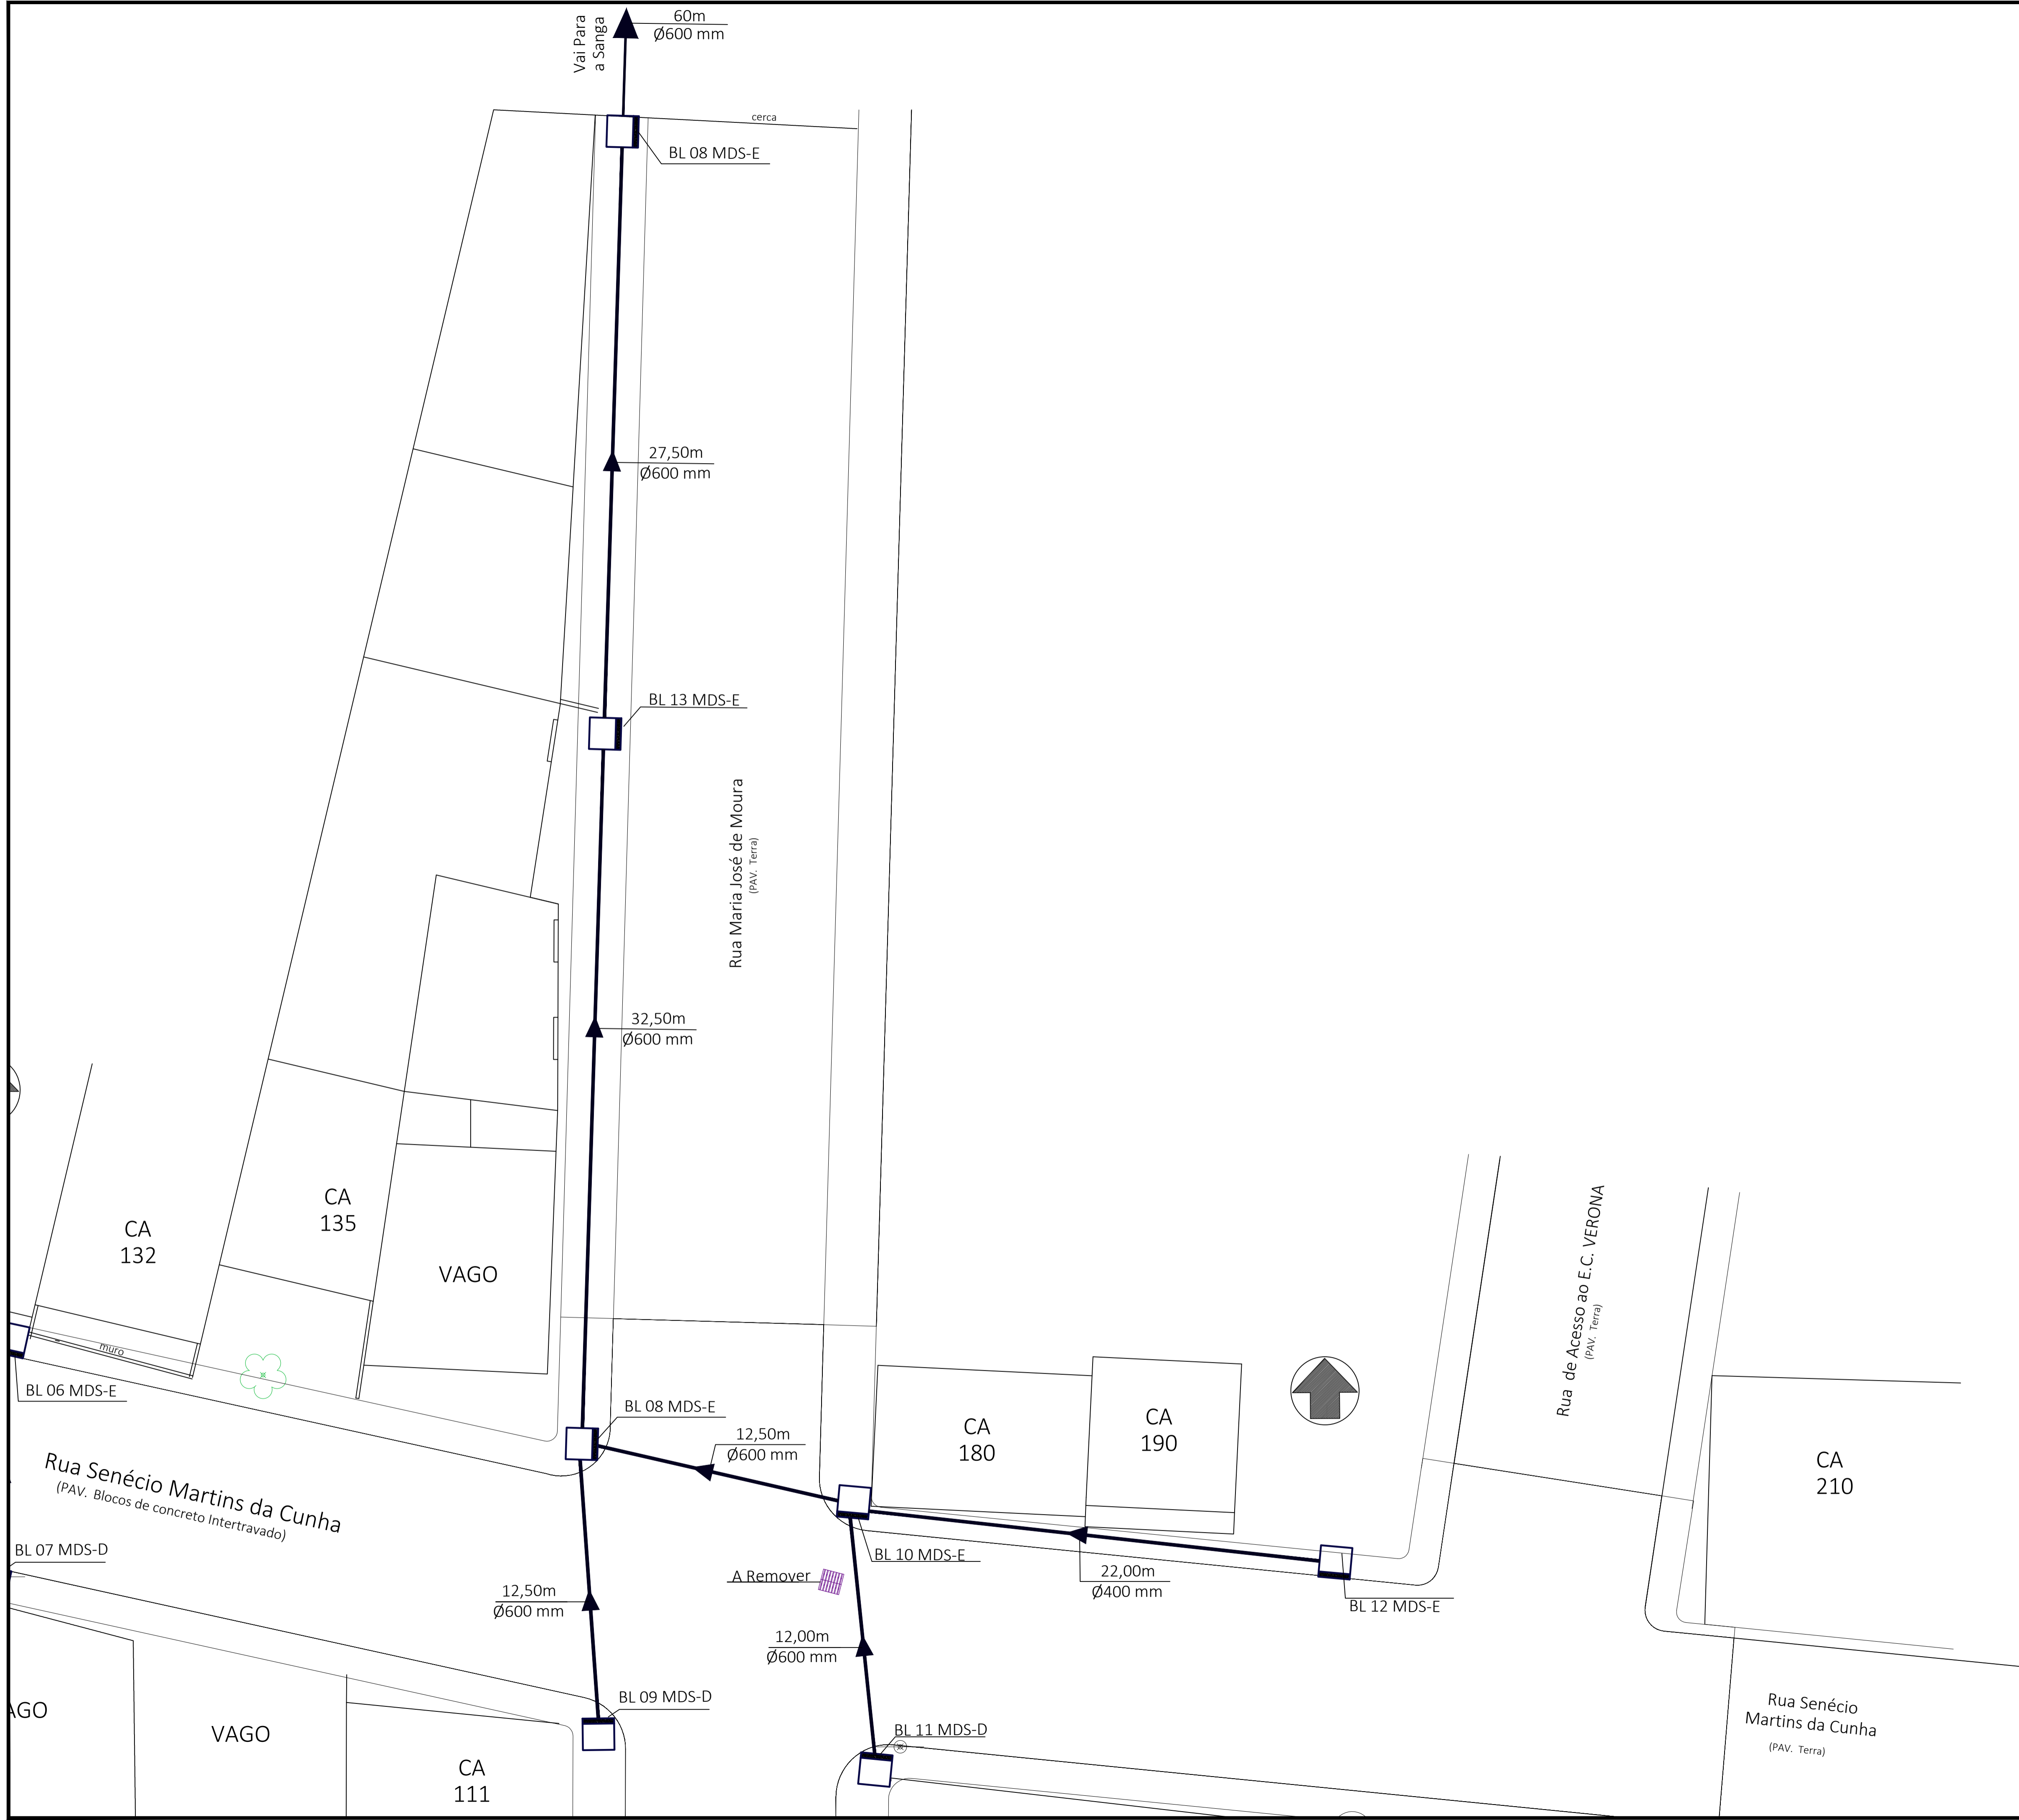 Vai Para
a Sanga
60m
Ø600 mm
cerca
BL 08 MDS-E
27,50m
Ø600 mm
BL 13 MDS-E
Rua Maria José de Moura
(PAV. Terra)
32,50m
Ø600 mm
CA
132
CA
135
VAGO
muro
BL 06 MDS-E
Rua Senécio Martins da Cunha
(PAV. Blocos de concreto Intertravado)
BL 07 MDS-D
BL 08 MDS-E
12,50m
Ø600 mm
CA
180
CA
190
Rua de Acesso ao E.C. VERONA
(PAV. Terra)
CA
210
BL 10 MDS-E
A Remover
22,00m
Ø400 mm
BL 12 MDS-E
12,50m
Ø600 mm
12,00m
Ø600 mm
BL 09 MDS-D
BL 11 MDS-D
AGO
VAGO
CA
111
Rua Senécio
Martins da Cunha
(PAV. Terra)